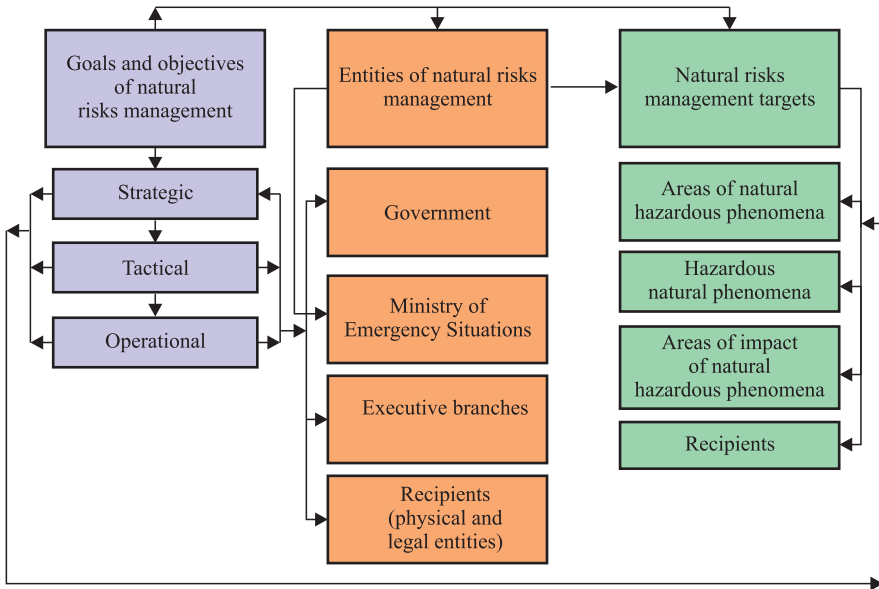 Goals and objectives
of natural
risks management
Strategic
Tactical
Operational
Entities of natural risks
management
Government
Ministry of
Emergency Situations
Executive branches
Recipients
(physical and
legal entities)
Natural risks
management targets
Areas of natural
hazardous phenomena
Hazardous
natural phenomena
Areas of impact
of natural
hazardous phenomena
Recipients